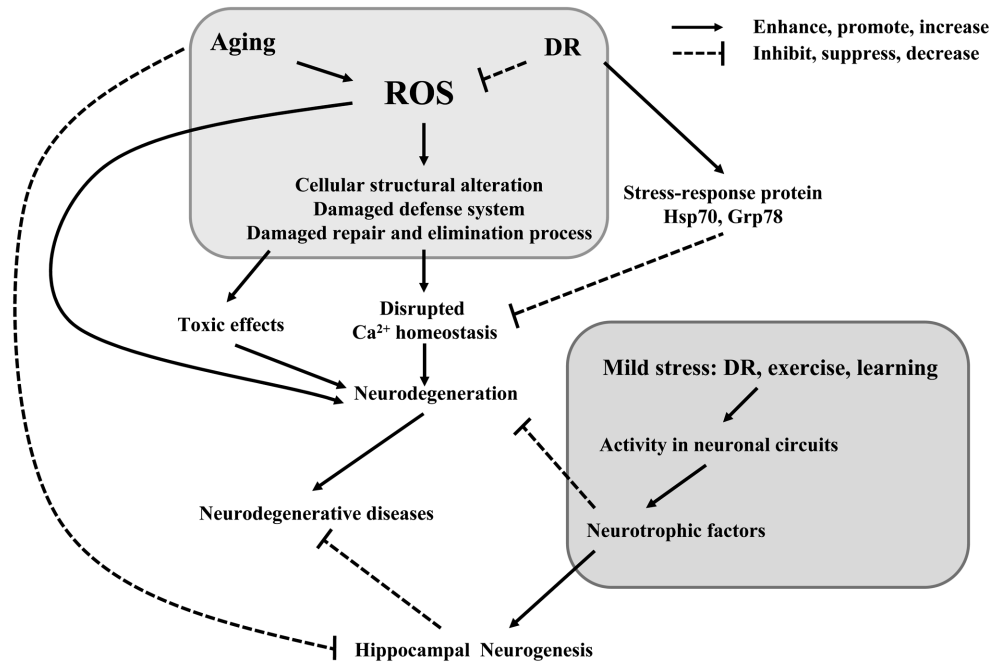 Aging
DR
Enhance, promote, increase
Inhibit, suppress, decrease
ROS
Cellular structural alteration
Damaged defense system
Damaged repair and elimination process
Stress-response protein
Hsp70, Grp78
Toxic effects
Disrupted
Ca²⁺ homeostasis
Neurodegeneration
Mild stress: DR, exercise, learning
Activity in neuronal circuits
Neurotrophic factors
Neurodegenerative diseases
Hippocampal Neurogenesis